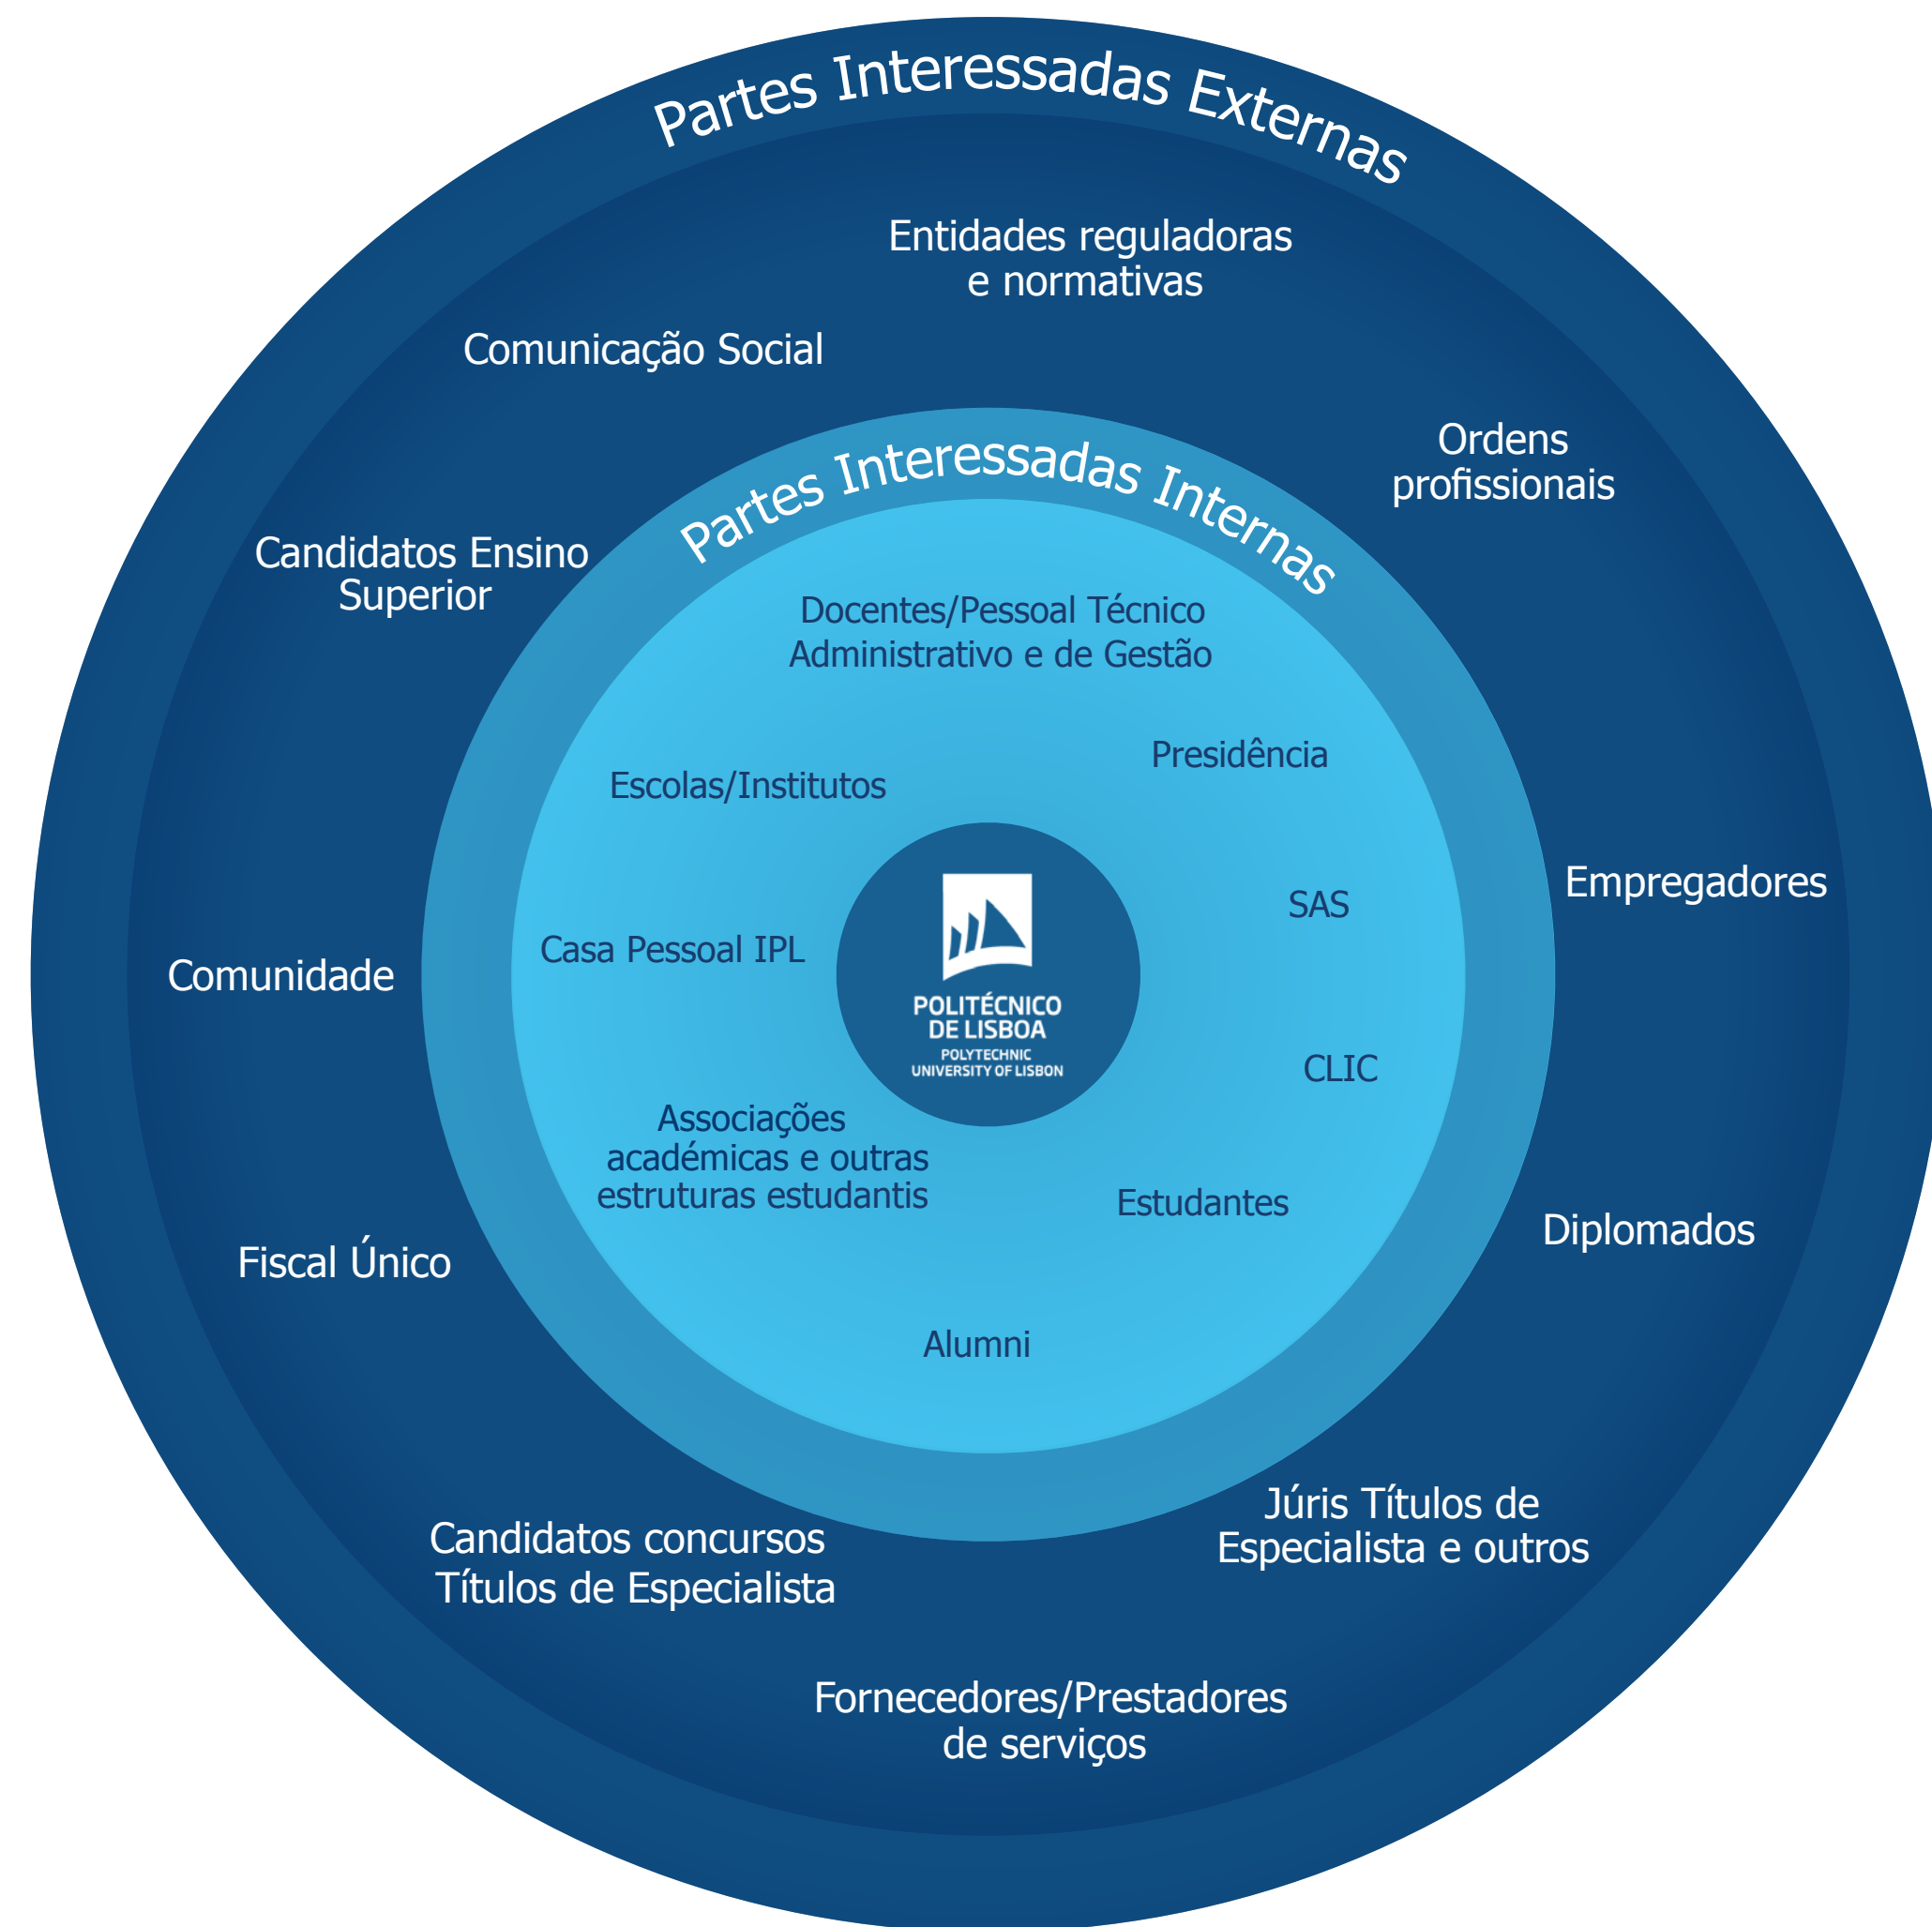 Partes Interessadas Externas
Entidades reguladoras
e normativas
Comunicação Social
Ordens
profissionais
Candidatos Ensino
Superior
Empregadores
Comunidade
Diplomados
Fiscal Único
Júris Títulos de
Especialista e outros
Candidatos concursos
Títulos de Especialista
Fornecedores/Prestadores
de serviços
Partes Interessadas Internas
Docentes/Pessoal Técnico
Administrativo e de Gestão
Presidência
Escolas/Institutos
SAS
Casa Pessoal IPL
CLIC
Associações
académicas e outras
estruturas estudantis
Estudantes
Alumni
POLITÉCNICO
DE LISBOA
POLYTECHNIC
UNIVERSITY OF LISBON